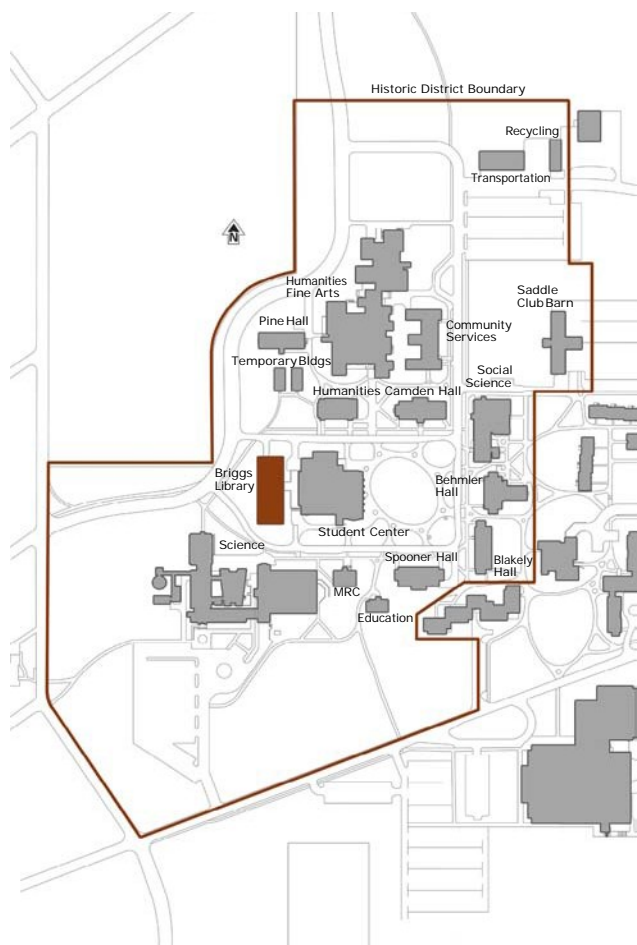 Historic District Boundary
Recycling
Transportation
N
Humanities
Fine Arts
Saddle
Club Barn
Pine Hall
Community
Services
Temporary Bldgs
Social
Science
Humanities
Camden Hall
Briggs
Library
Behmler
Hall
Student Center
Science
Spooner Hall
Blakely
Hall
MRC
Education